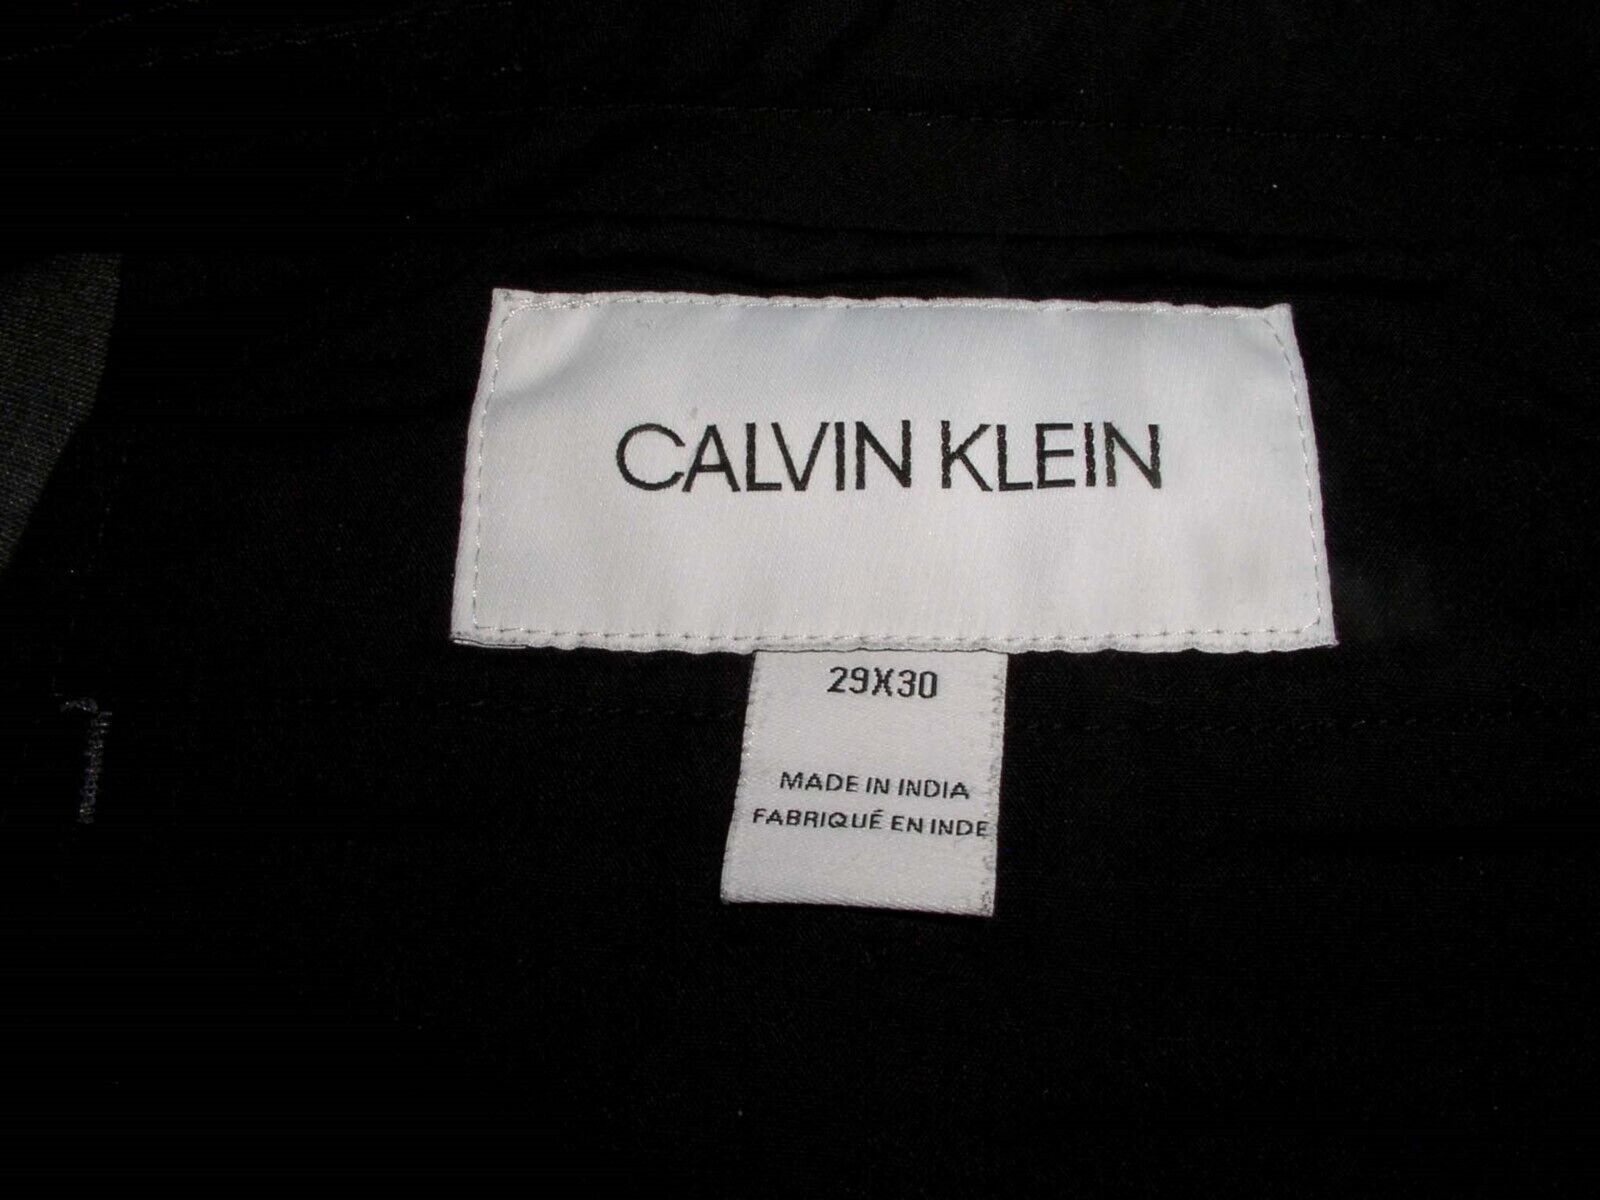 CALVIN KLEIN
29X30
MADE IN INDIA
FABRIQUÉ EN INDE